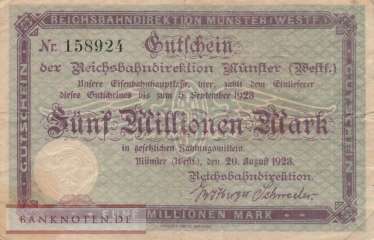 REICHSBAHNDIREKTION MÜNSTER/WESTF.
Nr. 158924 Gutschein
der Reichsbahndirektion Münster (Westf.)
Unsere Eisenbahnhauptkasse, hier, zahlt dem Einlieferer
dieses Gutscheines bis zum 5. September 1923
Fünf Millionen Mark
in gesetzlichen Zahlungsmitteln.
Münster (Westf.), den 20. August 1923.
Reichsbahndirektion.
GUTSCHEIN
MILLIONEN MARK
BANKNOTEN.DE